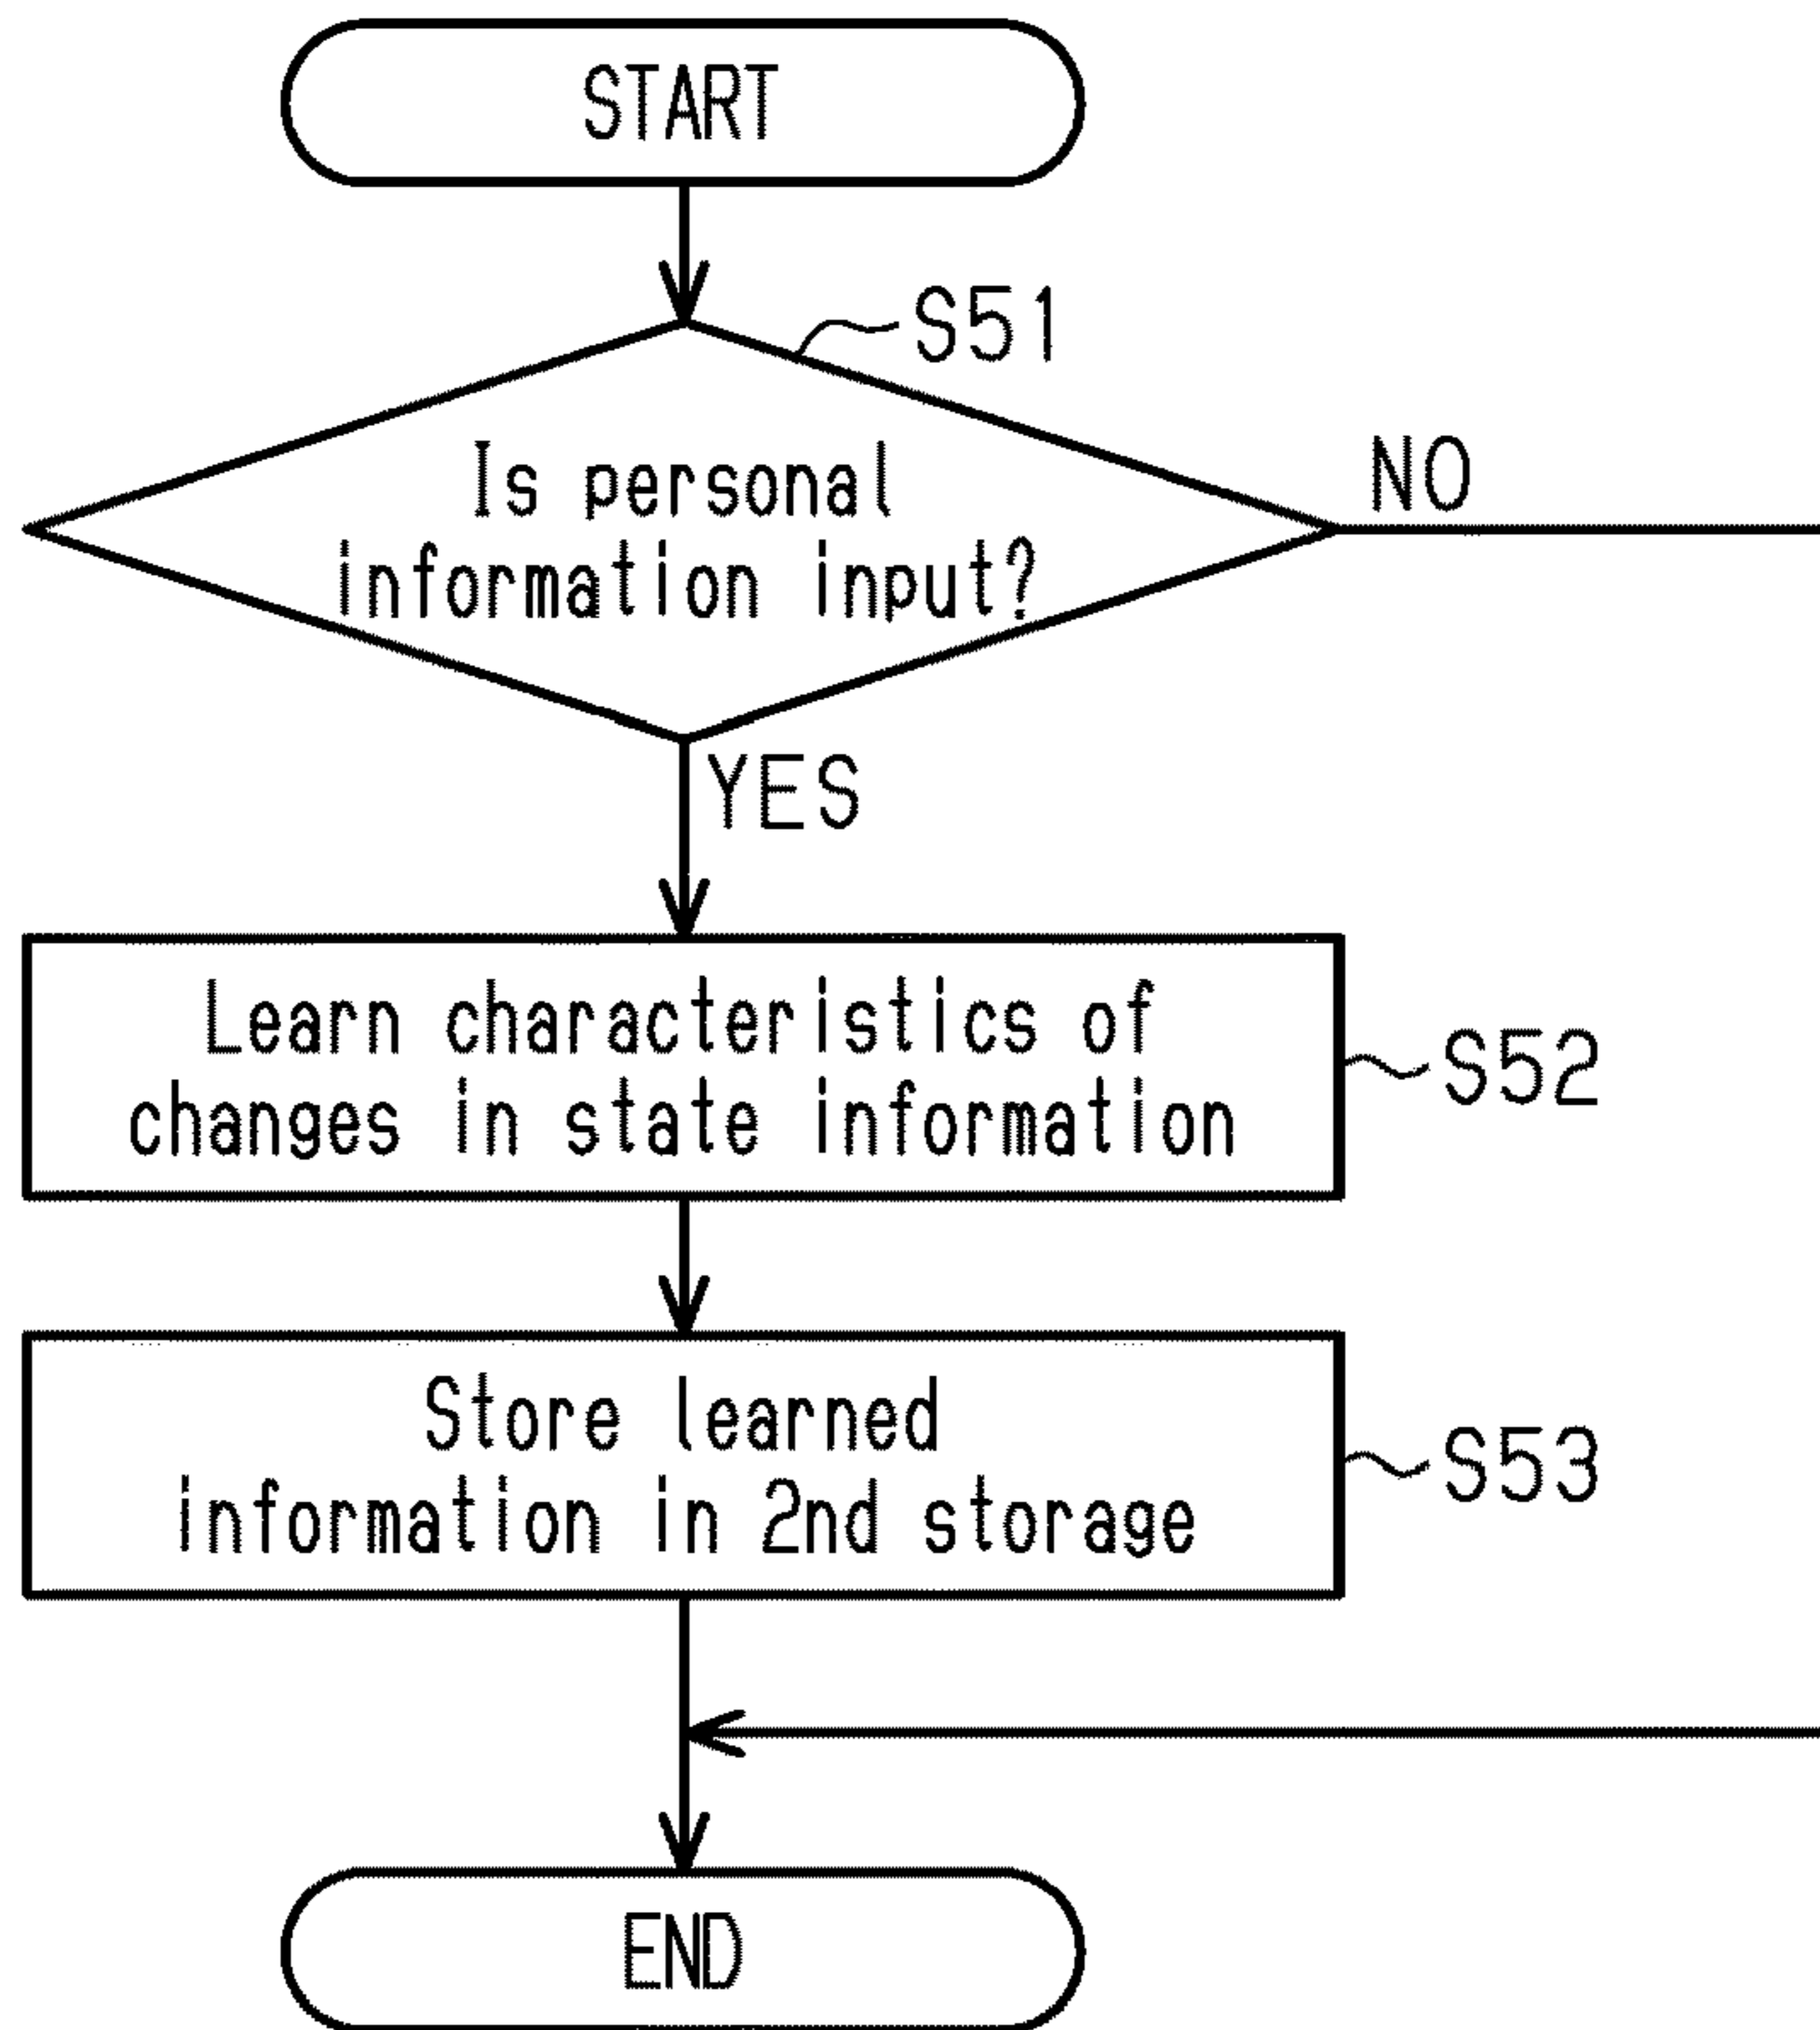 START
S51
Is personal
information input?
NO
YES
Learn characteristics of
changes in state information
S52
Store learned
information in 2nd storage
S53
END